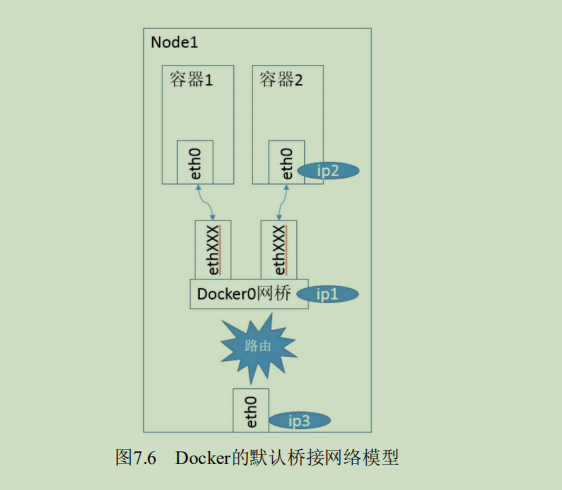 Node1
容器1
容器2
eth0
eth0
ip2
ethXXX
ethXXX
Docker0网桥
ip1
路由
eth0
ip3
图7.6 Docker的默认桥接网络模型